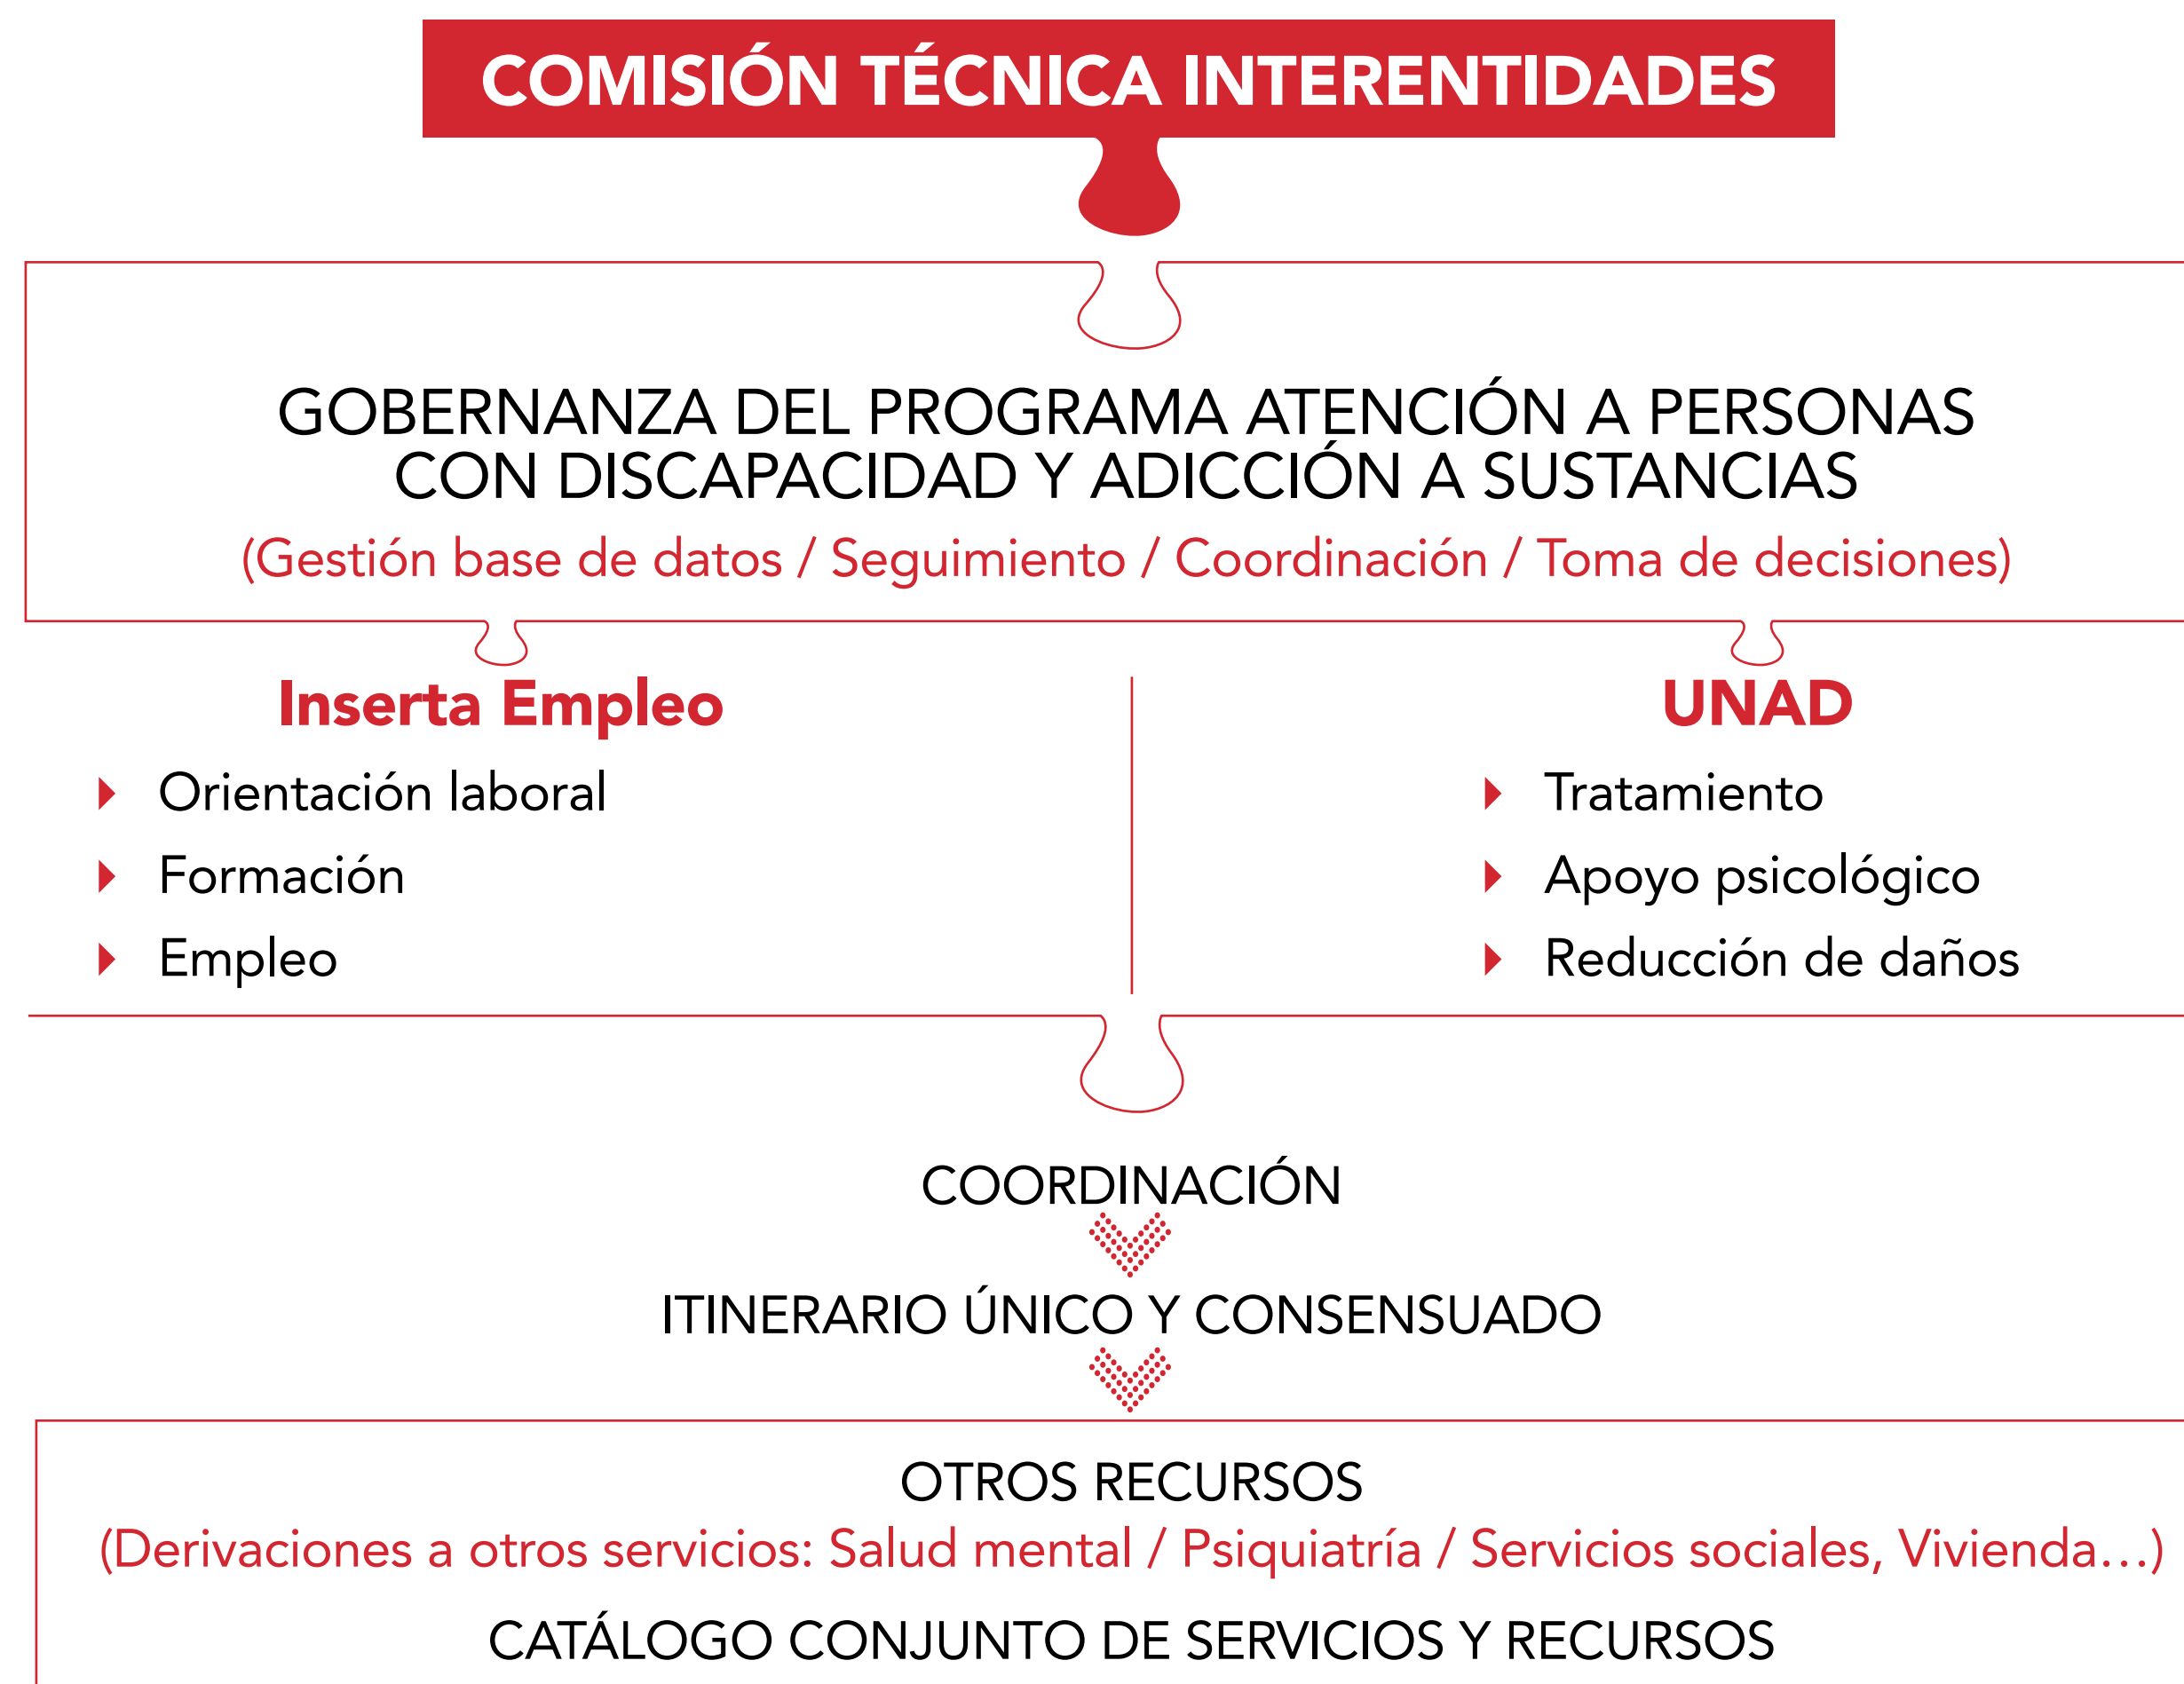 COMISIÓN TÉCNICA INTERENTIDADES
GOBERNANZA DEL PROGRAMA ATENCIÓN A PERSONAS
CON DISCAPACIDAD Y ADICCIÓN A SUSTANCIAS
(Gestión base de datos / Seguimiento / Coordinación / Toma de decisiones)
Inserta Empleo
Orientación laboral
Formación
Empleo
UNAD
Tratamiento
Apoyo psicológico
Reducción de daños
COORDINACIÓN
ITINERARIO ÚNICO Y CONSENSUADO
OTROS RECURSOS
(Derivaciones a otros servicios: Salud mental / Psiquiatría / Servicios sociales, Vivienda...)
CATÁLOGO CONJUNTO DE SERVICIOS Y RECURSOS